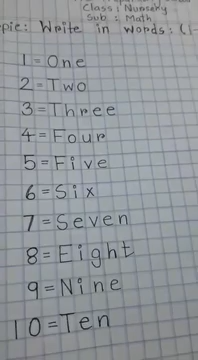 Class: Nursery
Sub: Math
pic: Write in words: (1-
1 = One
2 = Two
3 = Three
4 = Four
5 = Five
6 = Six
7 = Seven
8 = Eight
9 = Nine
10 = Ten